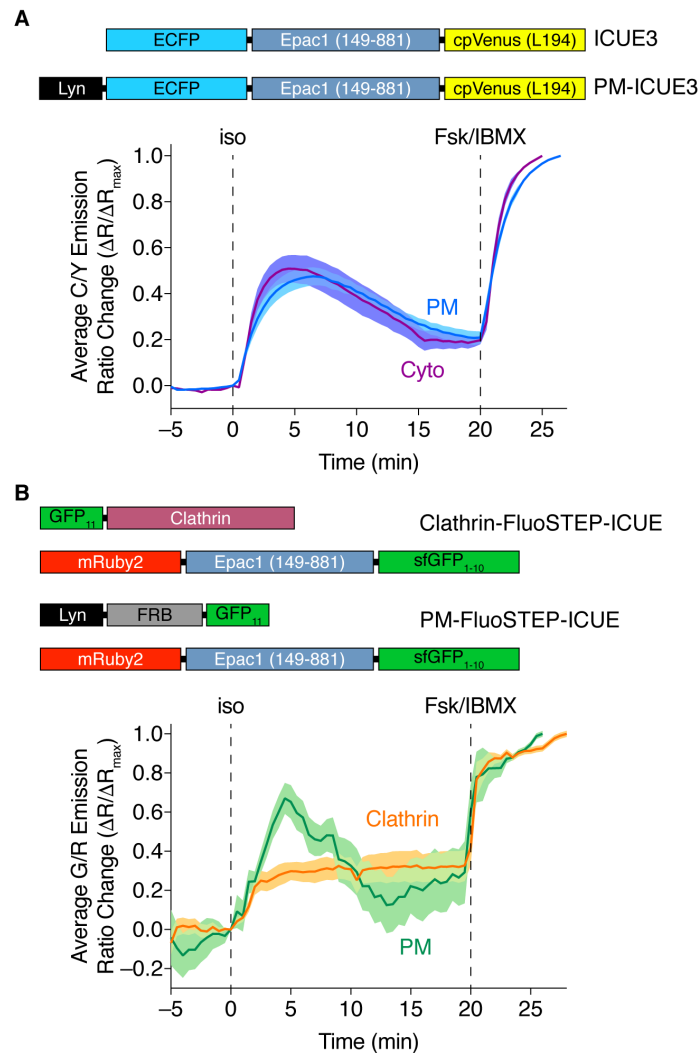 A
ECFP Epac1 (149-881) cpVenus (L194) ICUE3
Lyn ECFP Epac1 (149-881) cpVenus (L194) PM-ICUE3
iso Fsk/IBMX
Average C/Y Emission
Ratio Change (ΔR/ΔRmax)
1.0
0.8
0.6
0.4
0.2
0.0
PM
Cyto
−5 0 5 10 15 20 25
Time (min)
B
GFP11 Clathrin Clathrin-FluoSTEP-ICUE
mRuby2 Epac1 (149-881) sfGFP1-10
Lyn FRB GFP11 PM-FluoSTEP-ICUE
mRuby2 Epac1 (149-881) sfGFP1-10
iso Fsk/IBMX
Average G/R Emission
Ratio Change (ΔR/ΔRmax)
1.0
0.8
0.6
0.4
0.2
0.0
−0.2
Clathrin
PM
−5 0 5 10 15 20 25
Time (min)